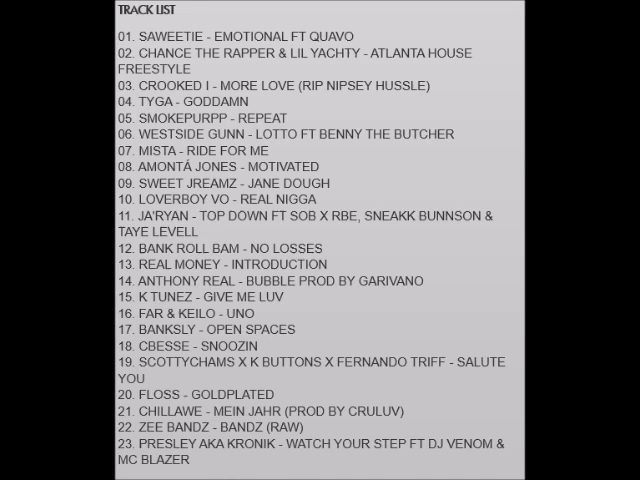 TRACK LIST
01. SAWEETIE - EMOTIONAL FT QUAVO
02. CHANCE THE RAPPER & LIL YACHTY - ATLANTA HOUSE
FREESTYLE
03. CROOKED I - MORE LOVE (RIP NIPSEY HUSSLE)
04. TYGA - GODDAMN
05. SMOKEPURPP - REPEAT
06. WESTSIDE GUNN - LOTTO FT BENNY THE BUTCHER
07. MISTA - RIDE FOR ME
08. AMONTÁ JONES - MOTIVATED
09. SWEET JREAMZ - JANE DOUGH
10. LOVERBOY VO - REAL NIGGA
11. JA'RYAN - TOP DOWN FT SOB X RBE, SNEAKK BUNNSON &
TAYE LEVELL
12. BANK ROLL BAM - NO LOSSES
13. REAL MONEY - INTRODUCTION
14. ANTHONY REAL - BUBBLE PROD BY GARIVANO
15. K TUNEZ - GIVE ME LUV
16. FAR & KEILO - UNO
17. BANKSLY - OPEN SPACES
18. CBESSE - SNOOZIN
19. SCOTTYCHAMS X K BUTTONS X FERNANDO TRIFF - SALUTE
YOU
20. FLOSS - GOLDPLATED
21. CHILLAWE - MEIN JAHR (PROD BY CRULUV)
22. ZEE BANDZ - BANDZ (RAW)
23. PRESLEY AKA KRONIK - WATCH YOUR STEP FT DJ VENOM &
MC BLAZER